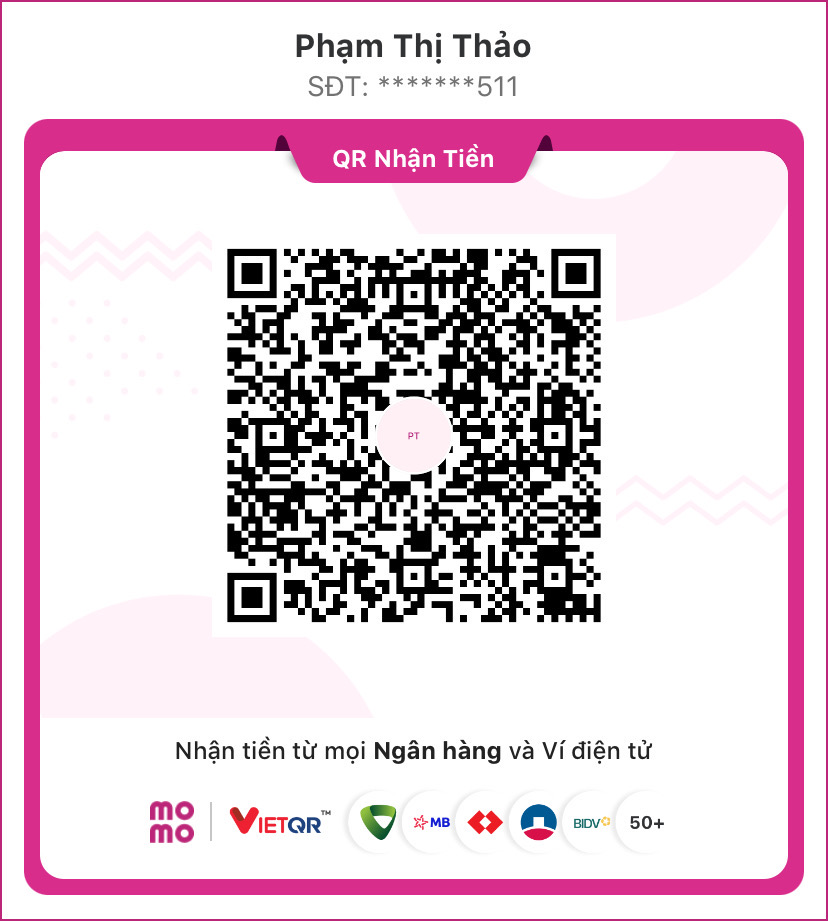 Phạm Thị Thảo
SĐT: *******511
QR Nhận Tiền
PT
Nhận tiền từ mọi Ngân hàng và Ví điện tử
mo
mo
VIETQR™
MB
BIDV
50+